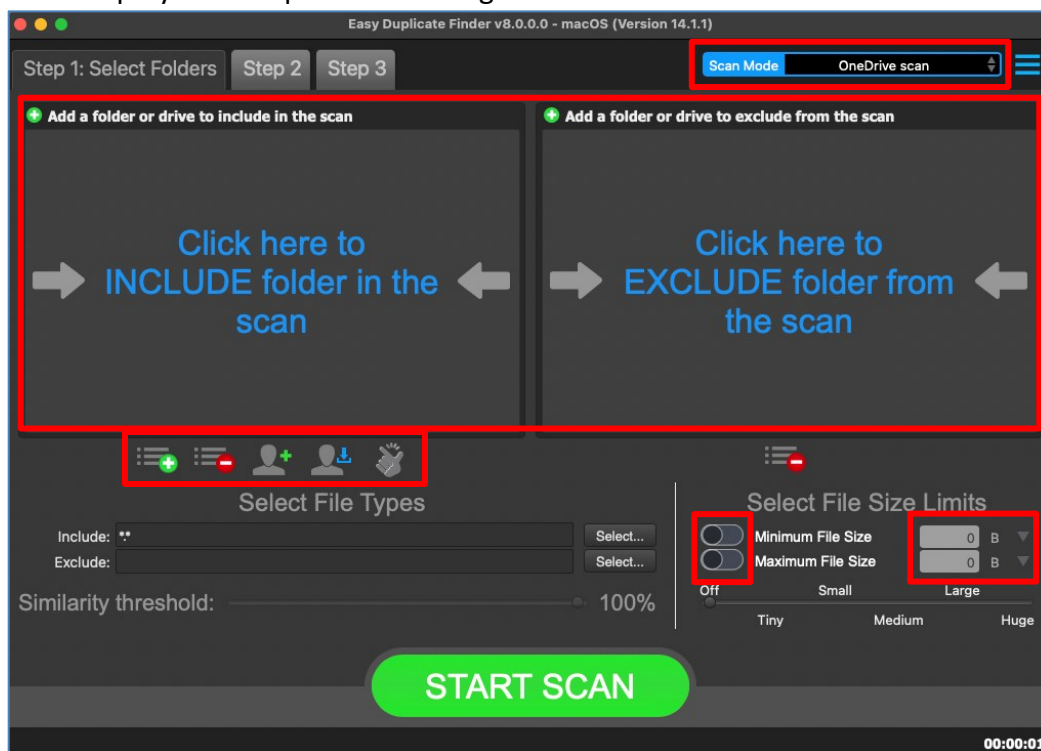 Easy Duplicate Finder v8.0.0.0 - macOS (Version 14.1.1)
Step 1: Select Folders Step 2 Step 3 Scan Mode OneDrive scan
Add a folder or drive to include in the scan
Add a folder or drive to exclude from the scan
Click here to
INCLUDE folder in the
scan
Click here to
EXCLUDE folder from
the scan
Select File Types
Include: *.* Select...
Exclude: Select...
Similarity threshold: 100%
Select File Size Limits
Minimum File Size 0 B
Maximum File Size 0 B
Off Small Large
Tiny Medium Huge
START SCAN
00:00:01